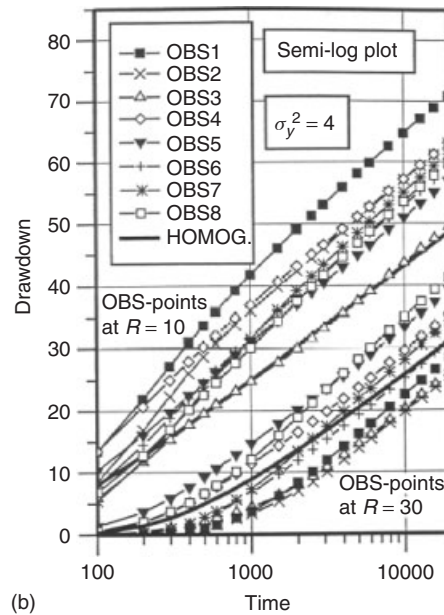 80
70
60
50
40
30
20
10
0
Drawdown
OBS1
OBS2
OBS3
OBS4
OBS5
OBS6
OBS7
OBS8
HOMOG.
Semi-log plot
σy² = 4
OBS-points
at R = 10
OBS-points
at R = 30
100
1000
10000
(b)
Time